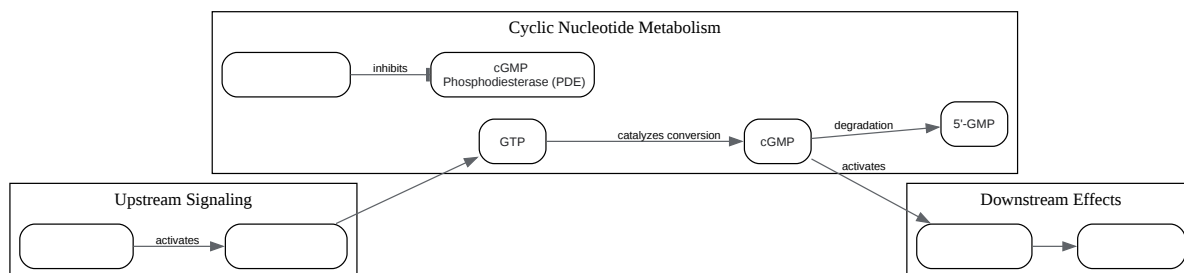 Cyclic Nucleotide Metabolism
inhibits
cGMP
Phosphodiesterase (PDE)
GTP
catalyzes conversion
cGMP
degradation
5'-GMP
activates
Upstream Signaling
activates
Downstream Effects